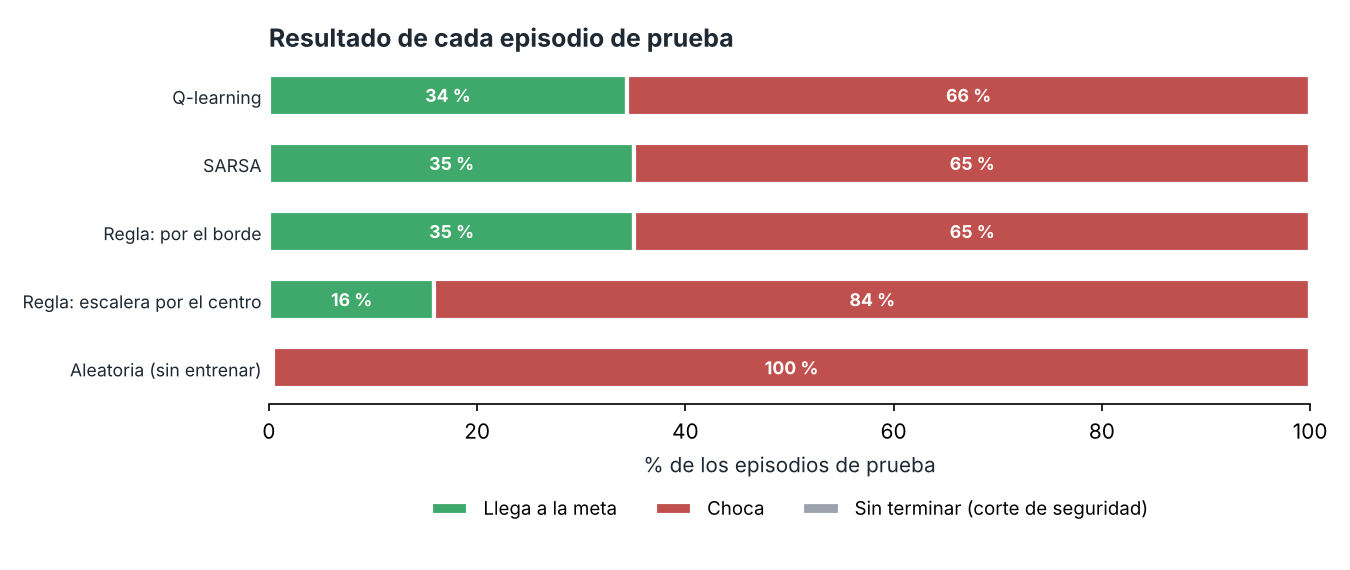 Resultado de cada episodio de prueba
Q-learning 34 % 66 %
SARSA 35 % 65 %
Regla: por el borde 35 % 65 %
Regla: escalera por el centro 16 % 84 %
Aleatoria (sin entrenar) 100 %
0 20 40 60 80 100
% de los episodios de prueba
Llega a la meta Choca Sin terminar (corte de seguridad)